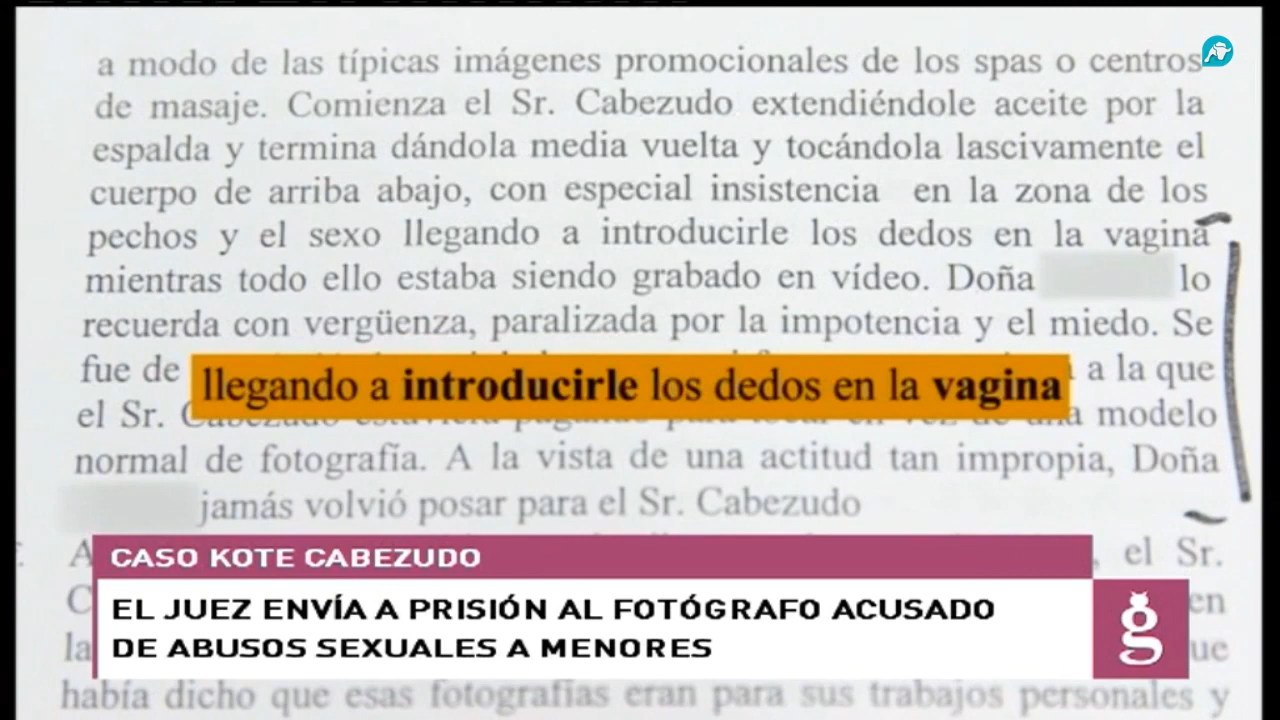 a modo de las típicas imágenes promocionales de los spas o centros
de masaje. Comienza el Sr. Cabezudo extendiéndole aceite por la
espalda y termina dándola media vuelta y tocándola lascivamente el
cuerpo de arriba abajo, con especial insistencia en la zona de los
pechos y el sexo llegando a introducirle los dedos en la vagina
mientras todo ello estaba siendo grabado en vídeo. Doña lo
recuerda con vergüenza, paralizada por la impotencia y el miedo. Se
fue de a la que
llegando a introducirle los dedos en la vagina
el Sr. modelo
normal de fotografía. A la vista de una actitud tan impropia, Doña
jamás volvió posar para el Sr. Cabezudo
el Sr.
CASO KOTE CABEZUDO
EL JUEZ ENVÍA A PRISIÓN AL FOTÓGRAFO ACUSADO
DE ABUSOS SEXUALES A MENORES
g
en
la
había dicho que esas fotografías eran para sus trabajos personales y